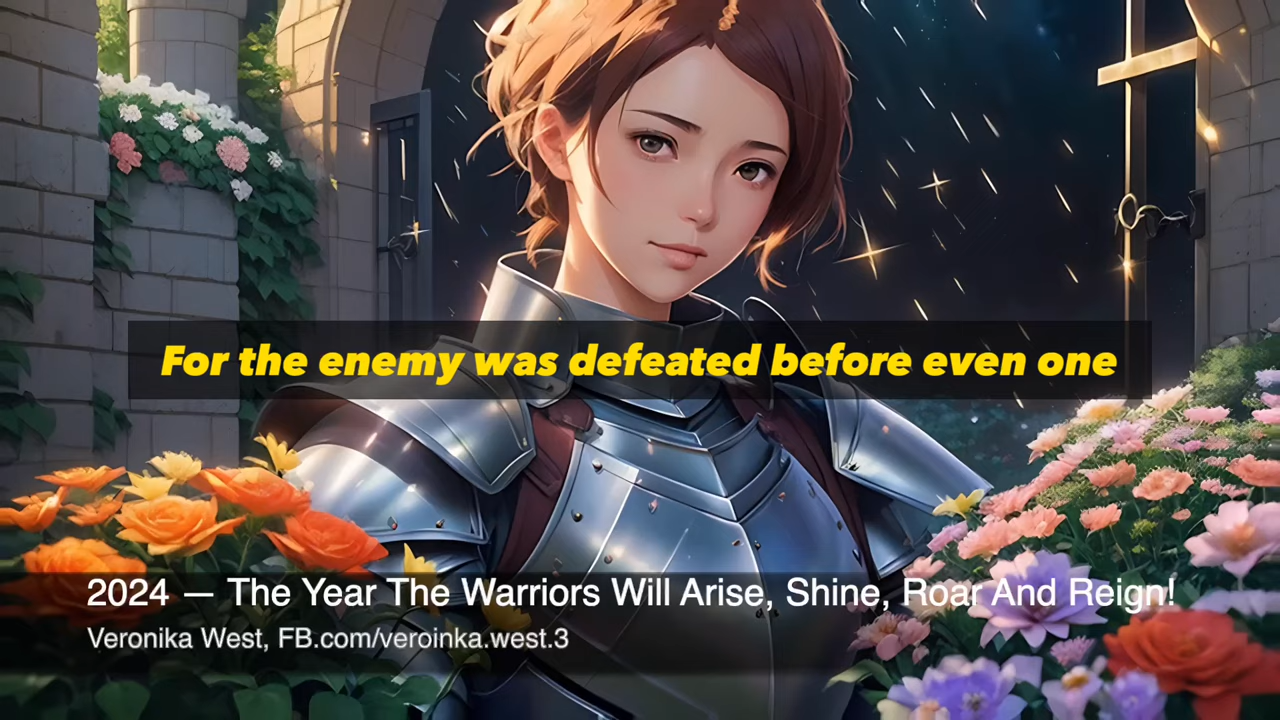 For the enemy was defeated before even one
2024 — The Year The Warriors Will Arise, Shine, Roar And Reign!
Veronika West, FB.com/veroinka.west.3